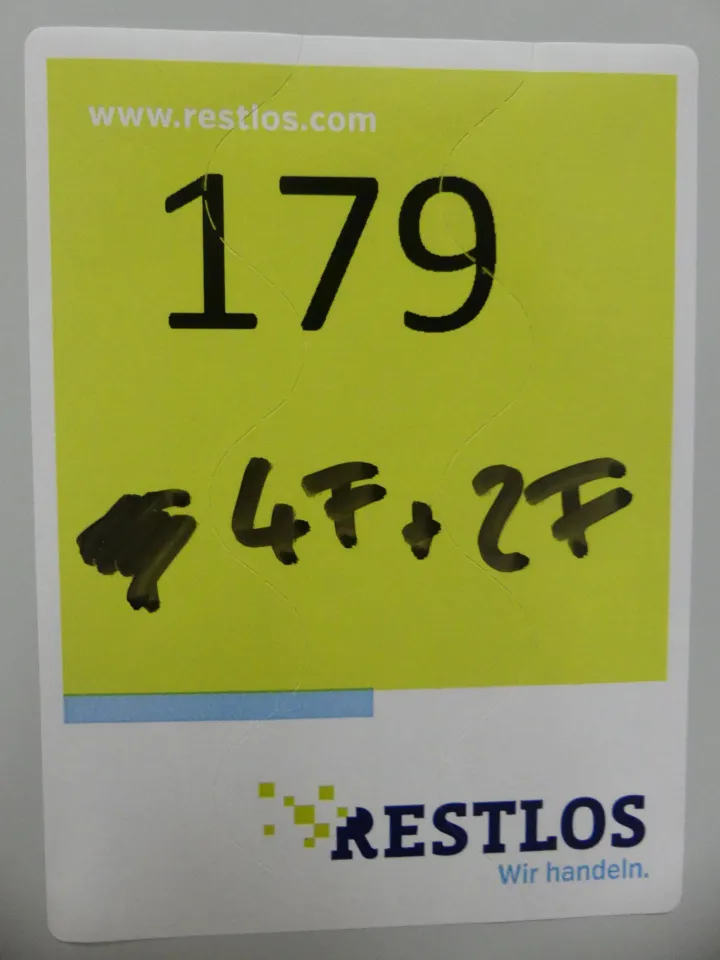 www.restlos.com
179
4F + 2F
RESTLOS
Wir handeln.